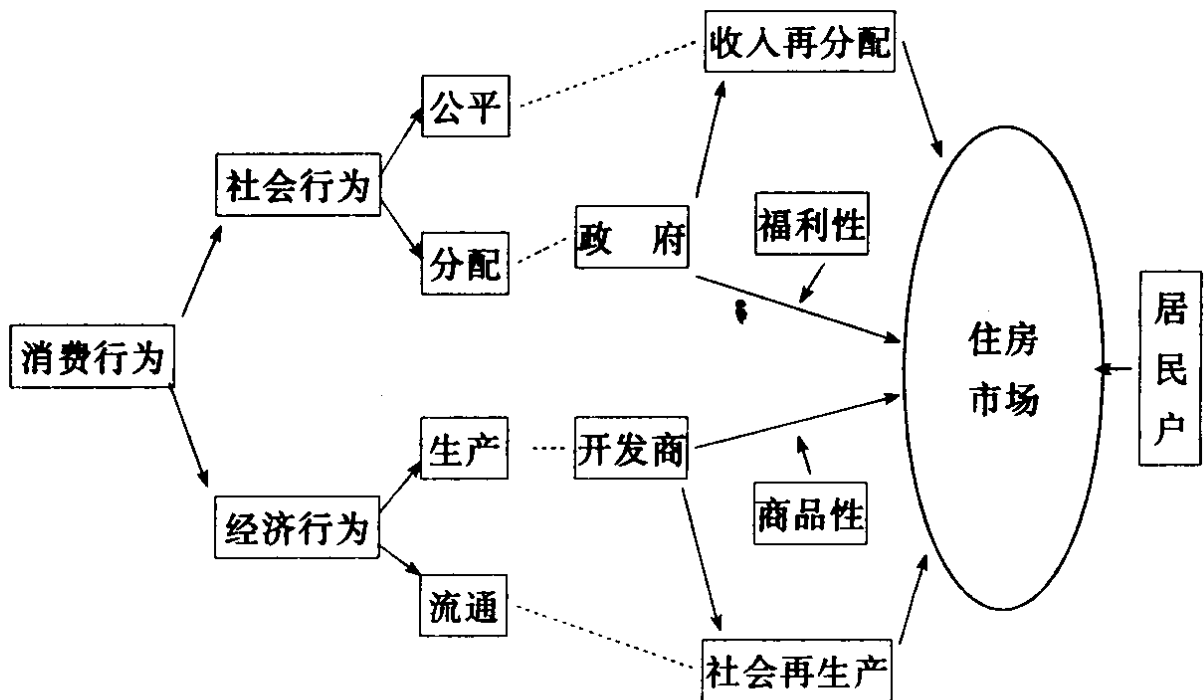 收入再分配
公平
社会行为
福利性
分配
政 府
居民户
消费行为
住房
市场
生产
开发商
经济行为
商品性
流通
社会再生产